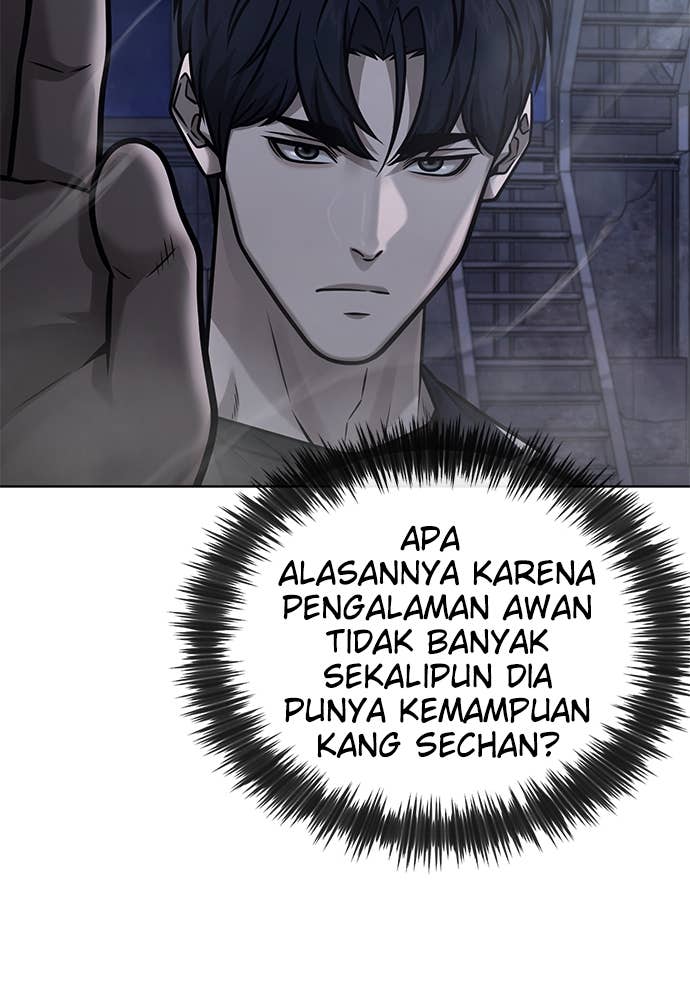 APA
ALASANNYA KARENA
PENGALAMAN AWAN
TIDAK BANYAK
SEKALIPUN DIA
PUNYA KEMAMPUAN
KANG SECHAN?